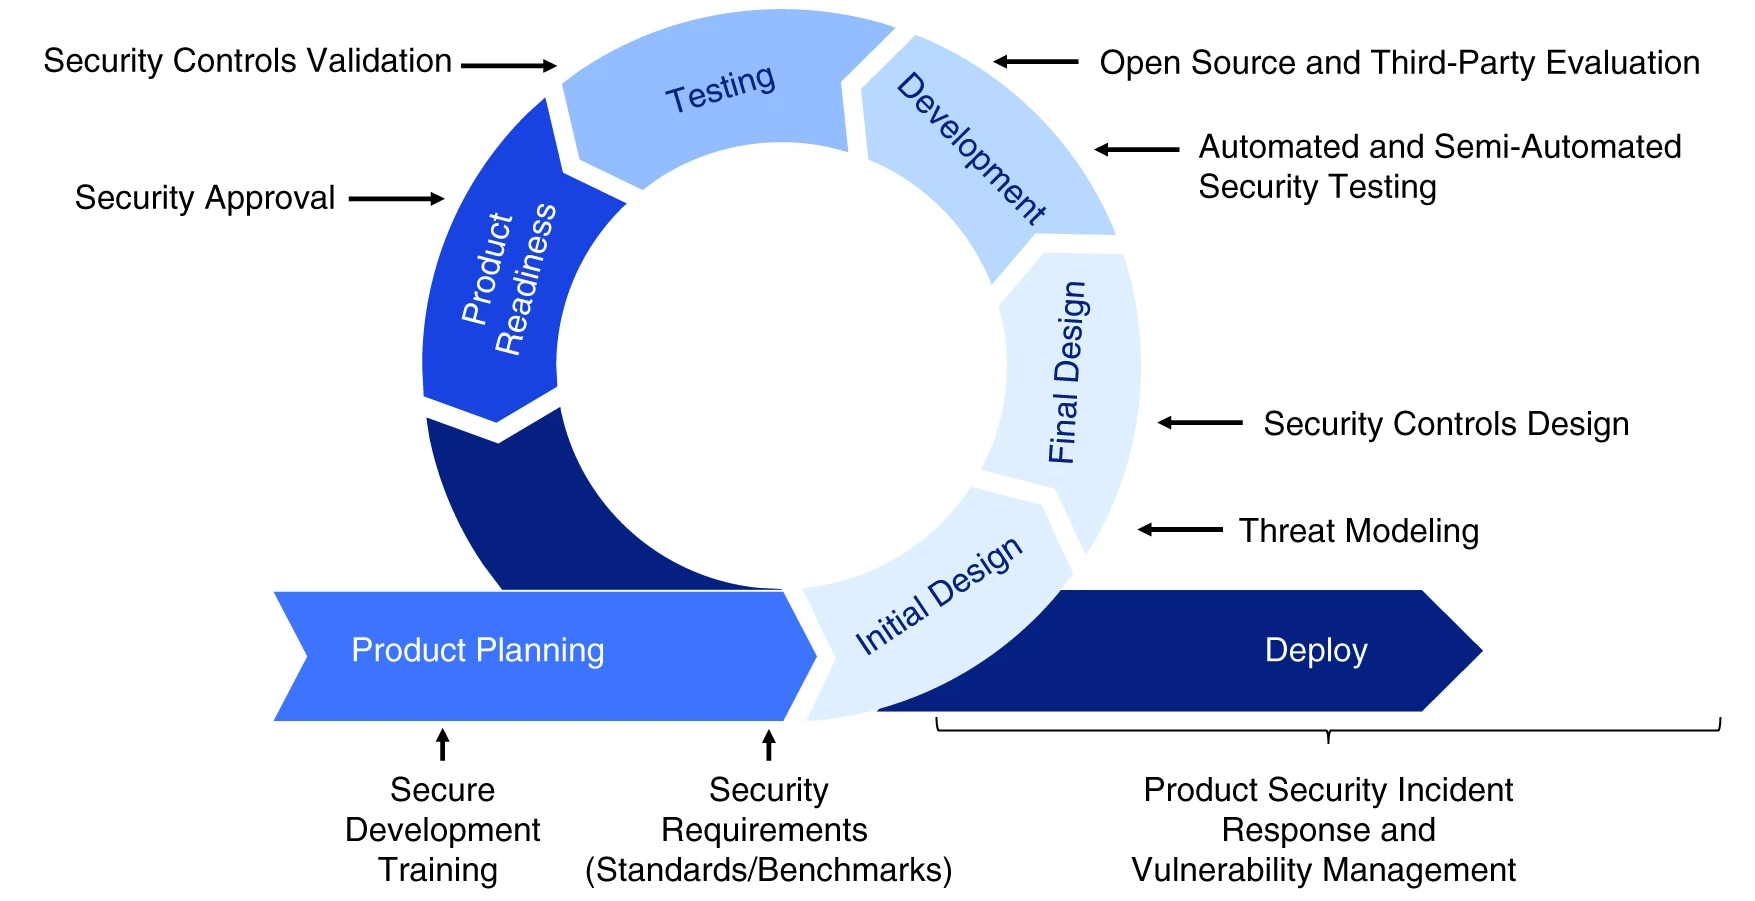 Security Controls Validation
Testing
Open Source and Third-Party Evaluation
Development
Automated and Semi-Automated
Security Testing
Security Approval
Product
Readiness
Final Design
Security Controls Design
Threat Modeling
Initial Design
Product Planning
Deploy
Secure
Development
Training
Security
Requirements
(Standards/Benchmarks)
Product Security Incident
Response and
Vulnerability Management